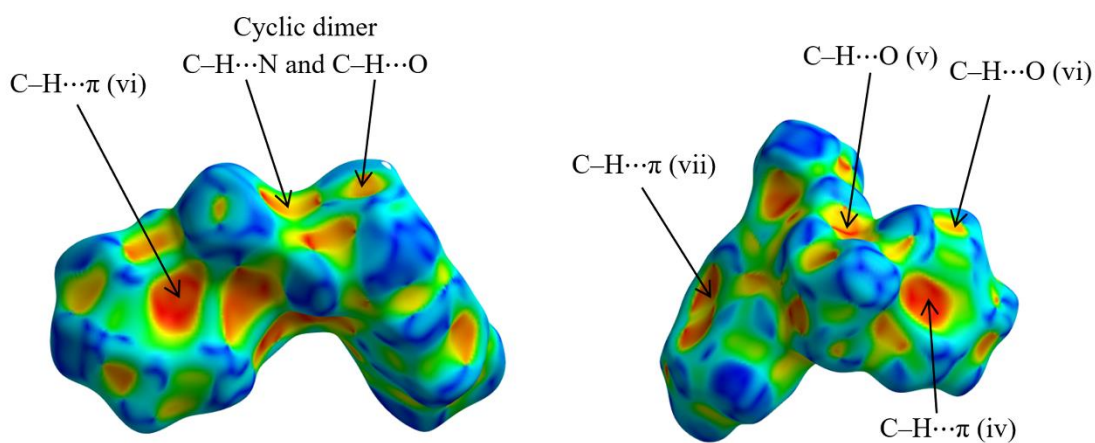 Cyclic dimer
C–H···N and C–H···O
C–H···π (vi)
C–H···O (v)
C–H···O (vi)
C–H···π (vii)
C–H···π (iv)